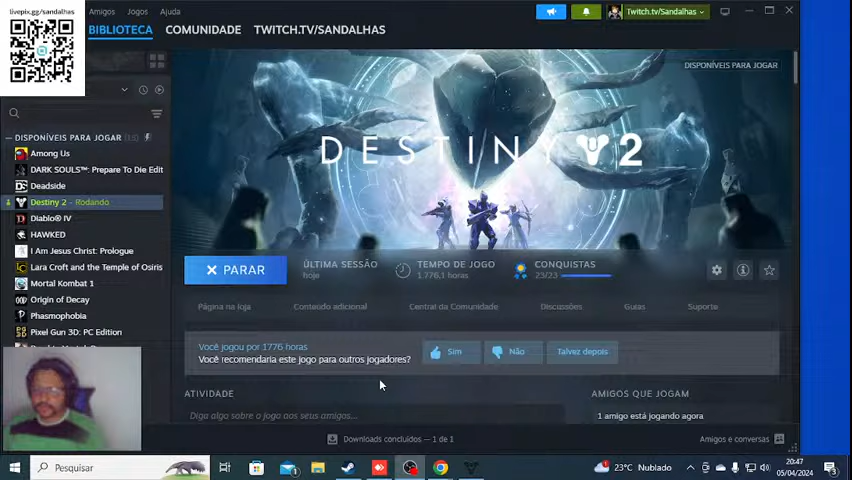 livepix.gg/sandalhas
Amigos Jogos Ajuda
Twitch.tv/Sandalhas
BIBLIOTECA COMUNIDADE TWITCH.TV/SANDALHAS
DISPONÍVEIS PARA JOGAR
DESTINY 2
DISPONÍVEIS PARA JOGAR
Among Us
DARK SOULS™: Prepare To Die Edit
Deadside
Destiny 2 - Rodando
Diablo® IV
HAWKED
I Am Jesus Christ: Prologue
Lara Croft and the Temple of Osiris
Mortal Kombat 1
Origin of Decay
Phasmophobia
Pixel Gun 3D: PC Edition
PARAR
ÚLTIMA SESSÃO
hoje
TEMPO DE JOGO
1.776,1 horas
CONQUISTAS
23/23
Página na loja Conteúdo adicional Central da Comunidade Discussões Guias Suporte
Você jogou por 1776 horas
Você recomendaria este jogo para outros jogadores?
Sim Não Talvez depois
ATIVIDADE
Diga algo sobre o jogo aos seus amigos...
AMIGOS QUE JOGAM
1 amigo está jogando agora
Downloads concluídos — 1 de 1
Amigos e conversas
Pesquisar
23°C Nublado
20:47
05/04/2024
3